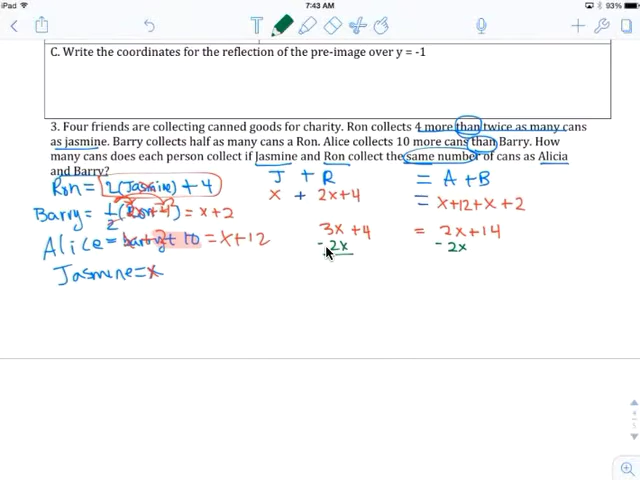 iPad 7:43 AM 93%
T
C. Write the coordinates for the reflection of the pre-image over y = -1
3. Four friends are collecting canned goods for charity. Ron collects 4 more than twice as many cans
as jasmine. Barry collects half as many cans a Ron. Alice collects 10 more cans than Barry. How
many cans does each person collect if Jasmine and Ron collect the same number of cans as Alicia
and Barry?
J + R = A + B
Ron = 2(Jasmine) + 4
x + 2x+4 = x+12+x+2
Barry = 1/2 (Ron) = x+2
3x +4 = 2x+14
Alice = barry + 10 = x+12
-2x -2x
Jasmine = x